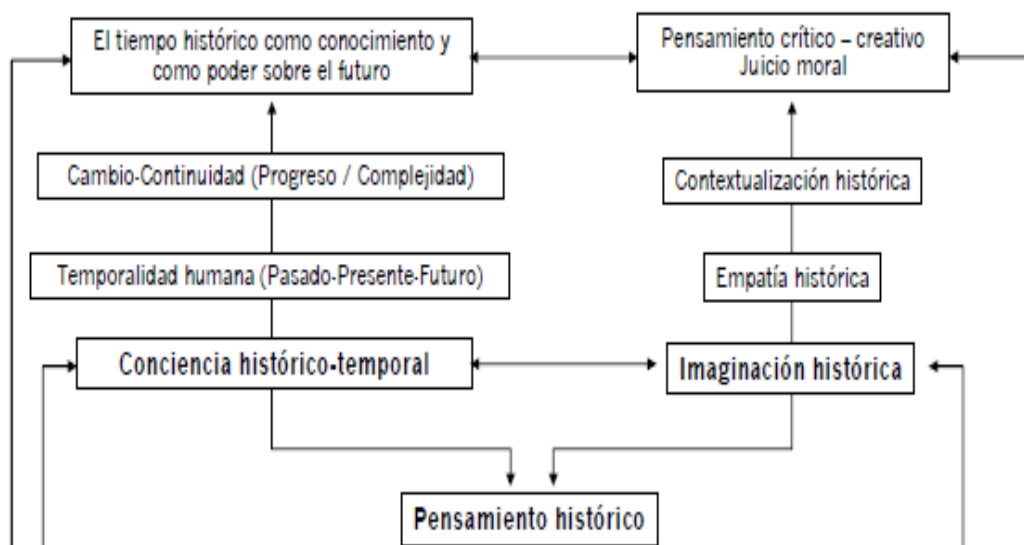 El tiempo histórico como conocimiento y
como poder sobre el futuro
Pensamiento crítico – creativo
Juicio moral
Cambio-Continuidad (Progreso / Complejidad)
Contextualización histórica
Temporalidad humana (Pasado-Presente-Futuro)
Empatía histórica
Conciencia histórico-temporal
Imaginación histórica
Pensamiento histórico